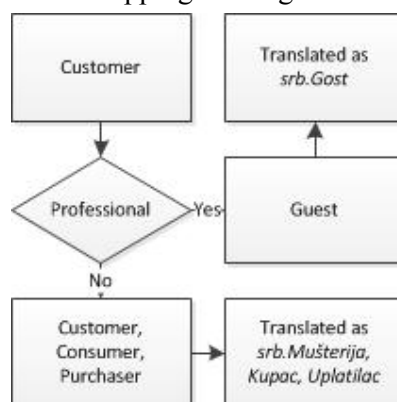 Customer
Translated as
srb.Gost
Professional
Yes
Guest
No
Customer,
Consumer,
Purchaser
Translated as
srb.Mušterija,
Kupac, Uplatilac